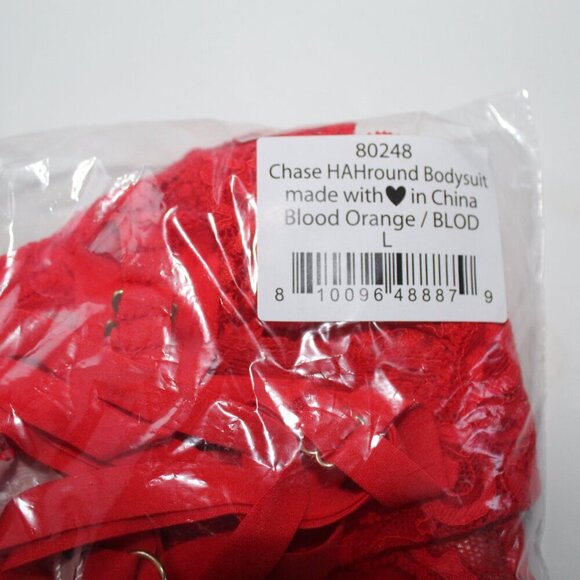 80248
Chase HAHround Bodysuit
made with🖤in China
Blood Orange / BLOD
L
8 10096 48887 9